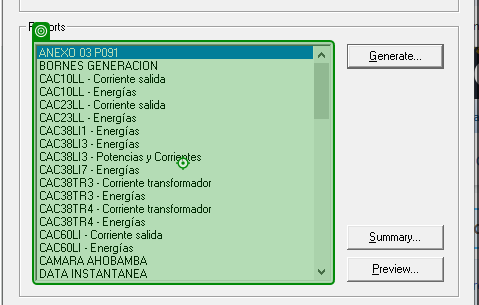 ANEXO 03 P091
Generate...
BORNES GENERACION
CAC10LL - Corriente salida
CAC10LL - Energías
CAC23LL - Corriente salida
CAC23LL - Energías
CAC38LI1 - Energías
CAC38LI3 - Energías
CAC38LI3 - Potencias y Corrientes
CAC38LI7 - Energías
CAC38TR3 - Corriente transformador
CAC38TR3 - Energías
CAC38TR4 - Corriente transformador
CAC38TR4 - Energías
CAC60LI - Corriente salida
Summary...
CAC60LI - Energías
CAMARA AHOBAMBA
DATA INSTANTANEA
Preview...